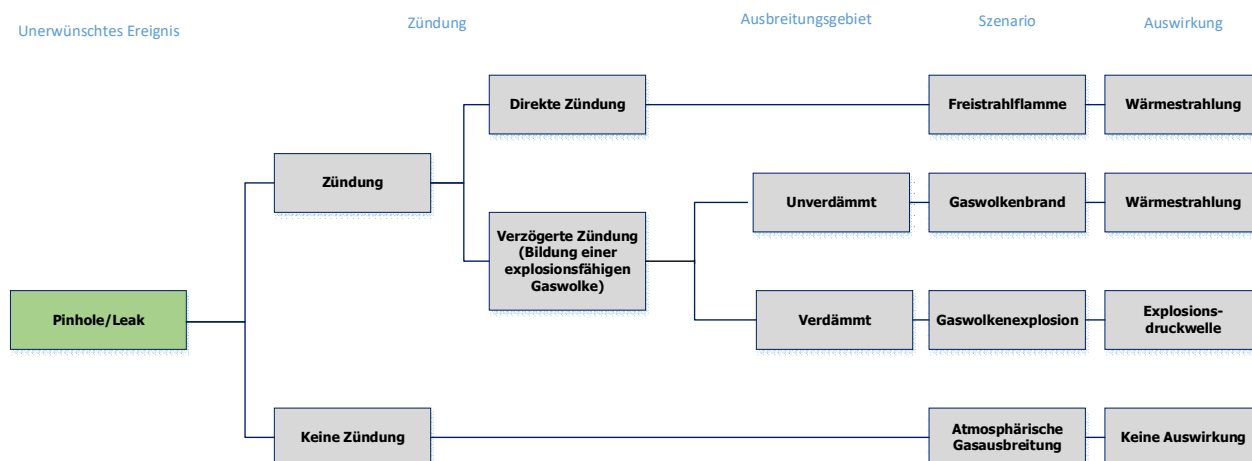 Unerwünschtes Ereignis
Zündung
Ausbreitungsgebiet
Szenario
Auswirkung
Direkte Zündung
Freistrahlflamme
Wärmestrahlung
Zündung
Unverdämmt
Gaswolkenbrand
Wärmestrahlung
Verzögerte Zündung
(Bildung einer
explosionsfähigen
Gaswolke)
Pinhole/Leak
Verdämmt
Gaswolkenexplosion
Explosions-
druckwelle
Keine Zündung
Atmosphärische
Gasausbreitung
Keine Auswirkung